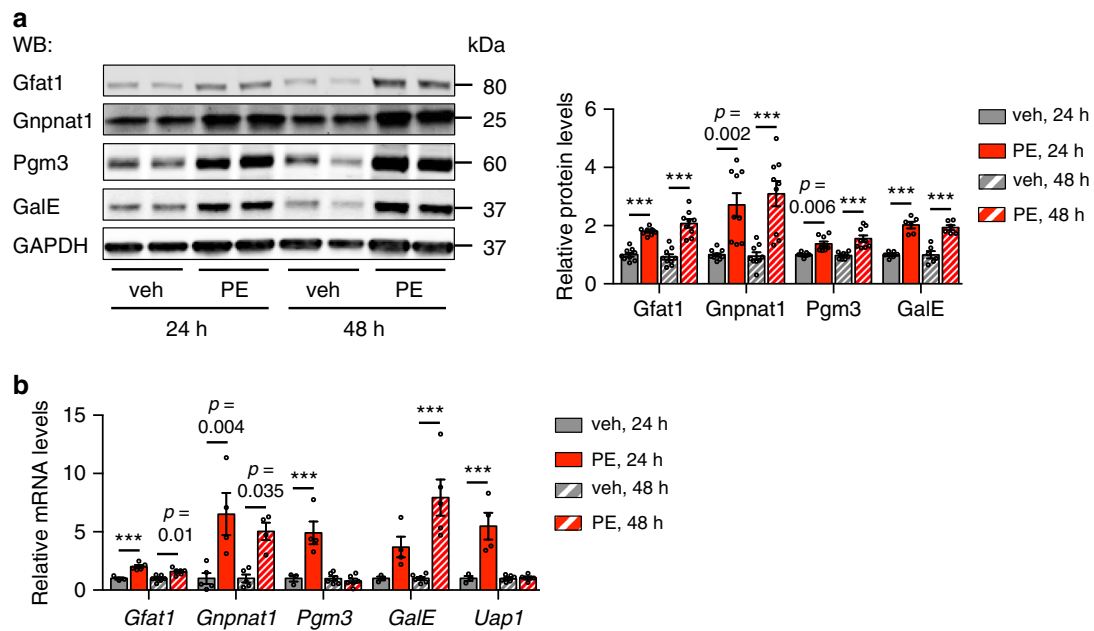 a
WB:
kDa
Gfat1
80
Gnpnat1
25
Pgm3
60
GalE
37
GAPDH
37
veh
PE
veh
PE
24 h
48 h
Relative protein levels
6
4
2
0
***
***
p =
0.002
***
p =
0.006
***
***
***
Gfat1
Gnpnat1
Pgm3
GalE
veh, 24 h
PE, 24 h
veh, 48 h
PE, 48 h
b
Relative mRNA levels
15
10
5
0
***
p =
0.01
p =
0.004
p =
0.035
***
***
***
Gfat1
Gnpnat1
Pgm3
GalE
Uap1
veh, 24 h
PE, 24 h
veh, 48 h
PE, 48 h